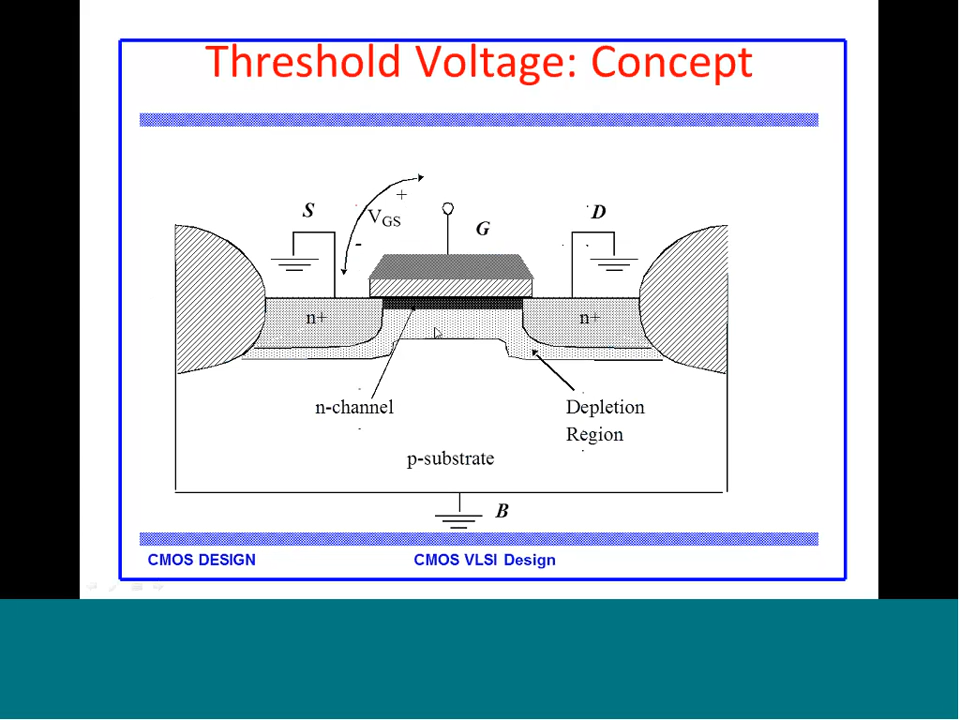 Threshold Voltage: Concept
S
+
VGS
-
G
D
n+
n+
n-channel
Depletion
Region
p-substrate
B
CMOS DESIGN
CMOS VLSI Design